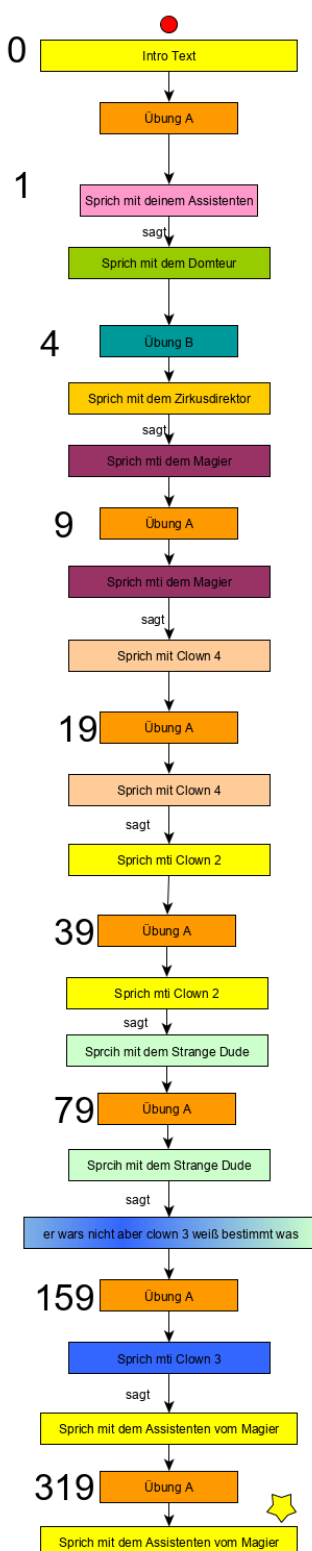 0
Intro Text
Übung A
1
Sprich mit deinem Assistenten
sagt
Sprich mit dem Domteur
4
Übung B
Sprich mit dem Zirkusdirektor
sagt
Sprich mti dem Magier
9
Übung A
Sprich mti dem Magier
sagt
Sprich mit Clown 4
19
Übung A
Sprich mit Clown 4
sagt
Sprich mti Clown 2
39
Übung A
Sprich mti Clown 2
sagt
Sprcih mit dem Strange Dude
79
Übung A
Sprcih mit dem Strange Dude
sagt
er wars nicht aber clown 3 weiß bestimmt was
159
Übung A
Sprich mti Clown 3
sagt
Sprich mit dem Assistenten vom Magier
319
Übung A
Sprich mit dem Assistenten vom Magier